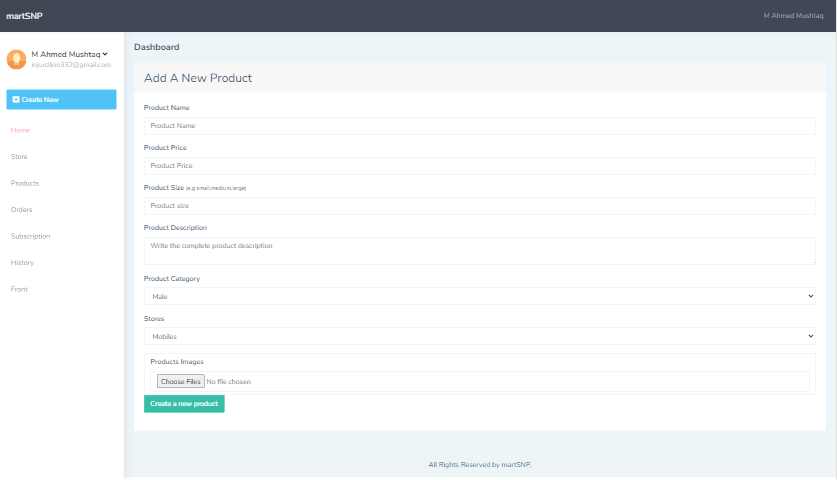 martSNP
M Ahmed Mushtaq
M Ahmed Mushtaq
injurdlion332@gmail.com
Create New
Home
Store
Products
Orders
Subscription
History
Front
Dashboard
Add A New Product
Product Name
Product Name
Product Price
Product Price
Product Size (e.g small,medium,large)
Product size
Product Description
Write the complete product description
Product Category
Male
Stores
Mobiles
Products Images
Choose Files No file chosen
Create a new product
All Rights Reserved by martSNP.